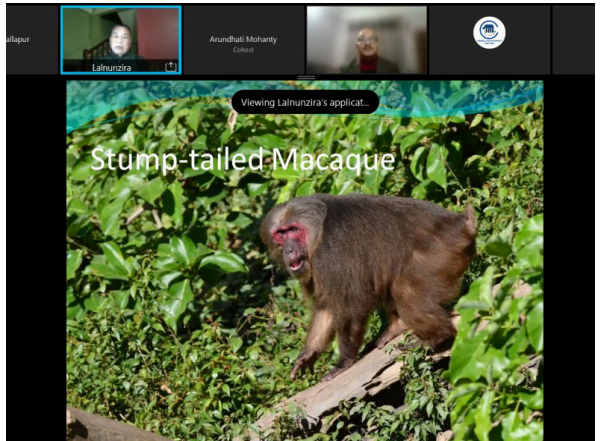 allapur
Lalnunzira
Arundhati Mohanty
Cohost
Viewing Lalnunzira's applicat...
Stump-tailed Macaque